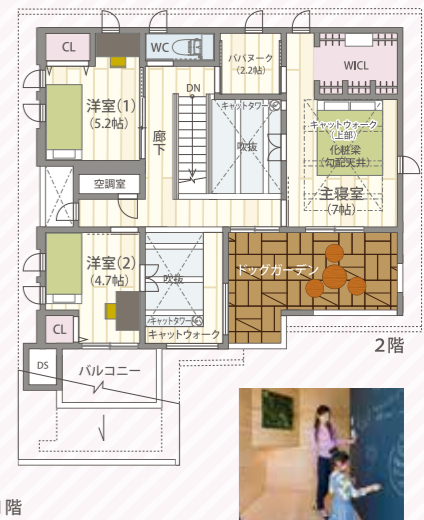 CL
WC
パパヌーク
(2.2帖)
WICL
洋室(1)
(5.2帖)
DN
廊下
キャットタワー
吹抜
キャットウォーク
(上部)
化粧梁
(勾配天井)
主寝室
(7帖)
空調室
洋室(2)
(4.7帖)
吹抜
ドッグガーデン
キャットタワー
キャットウォーク
CL
2階
DS
バルコニー
階